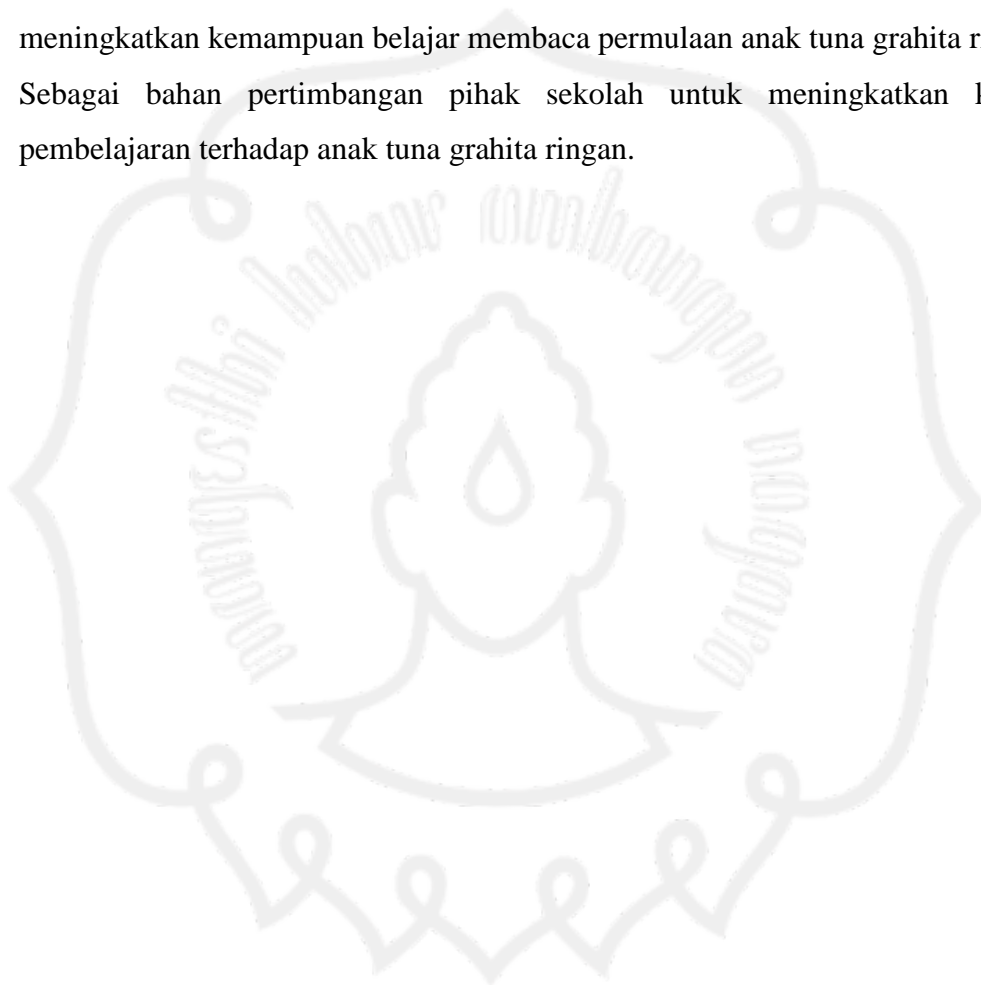 meningkatkan kemampuan belajar membaca permulaan anak tuna grahita
Sebagai bahan pertimbangan pihak sekolah untuk meningkatkan
pembelajaran terhadap anak tuna grahita ringan.